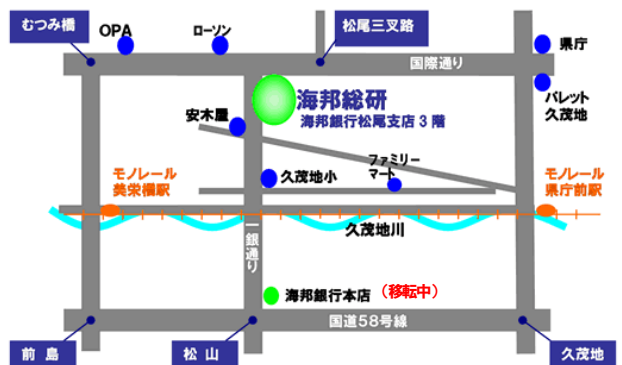 むつみ橋
OPA
ローソン
松尾三叉路
県庁
国際通り
パレット
久茂地
海邦総研
海邦銀行松尾支店3階
安木屋
ファミリー
マート
久茂地小
モノレール
美栄橋駅
モノレール
県庁前駅
久茂地川
一銀通り
海邦銀行本店
(移転中)
国道58号線
前島
松山
久茂地